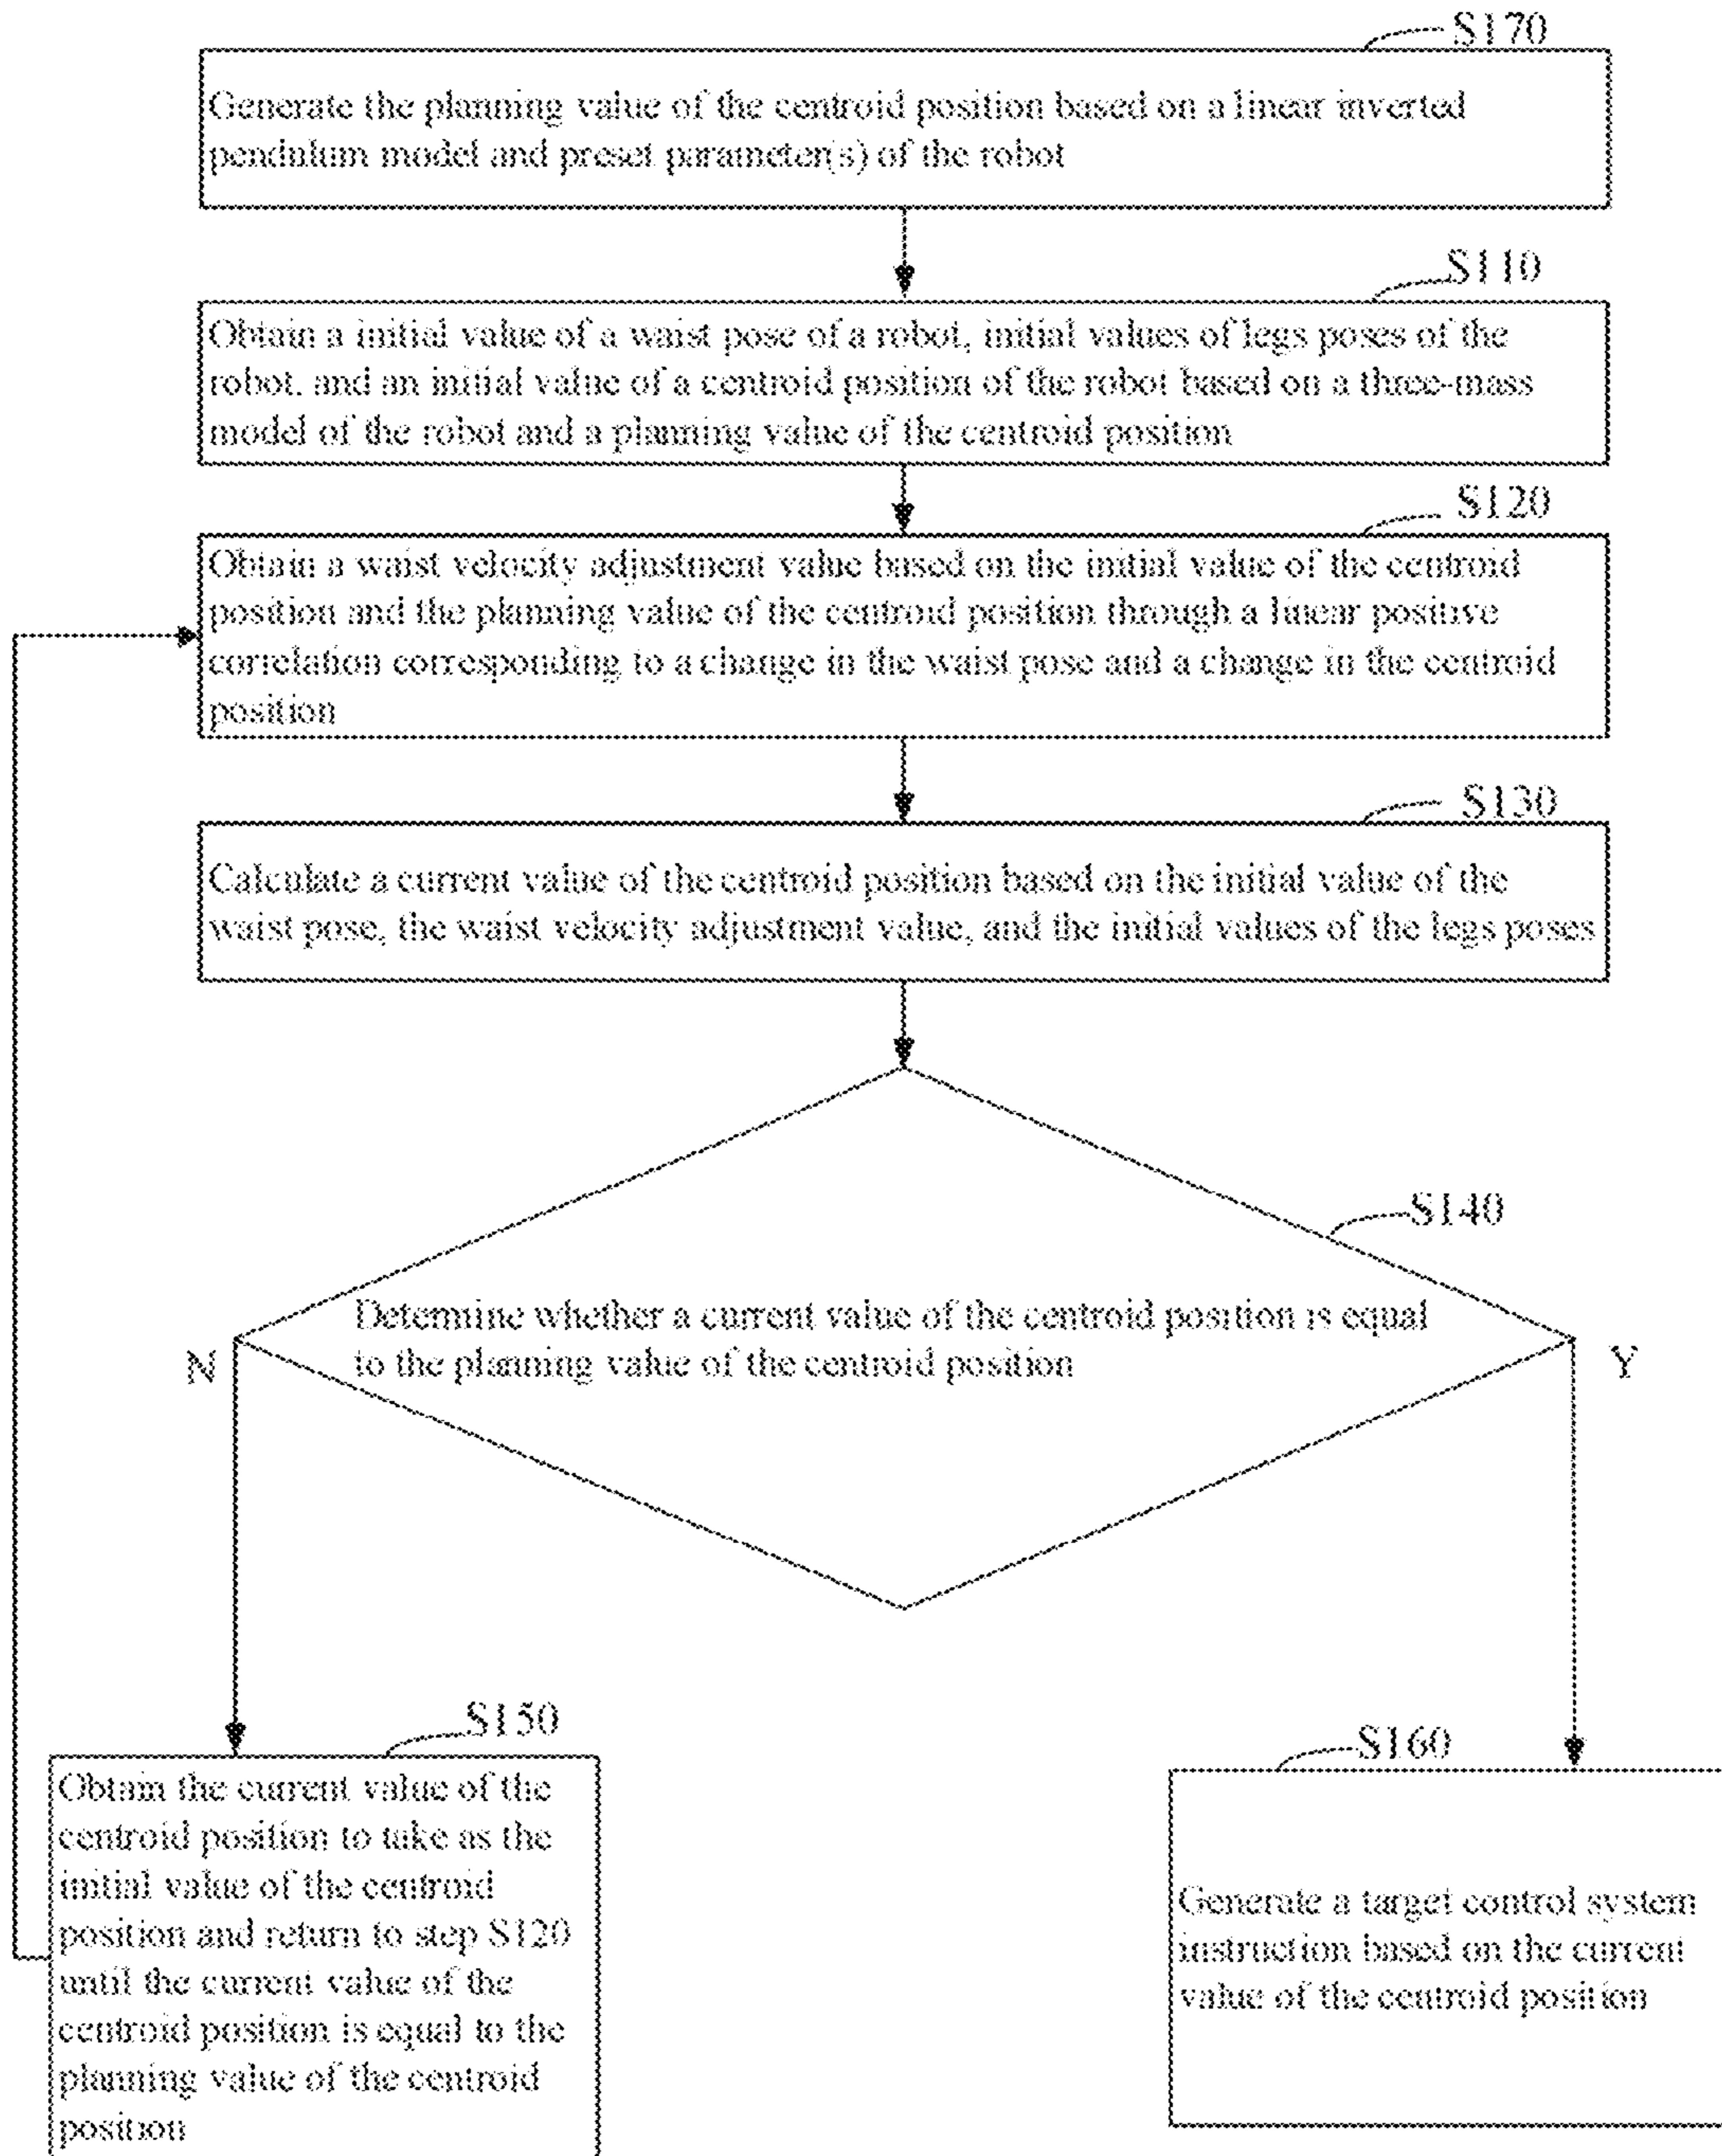 S170
Generate the planning value of the centroid position based on a linear inverted
pendulum model and preset parameter(s) of the robot
S110
Obtain a initial value of a waist pose of a robot, initial values of legs poses of the
robot, and an initial value of a centroid position of the robot based on a three-mass
model of the robot and a planning value of the centroid position
S120
Obtain a waist velocity adjustment value based on the initial value of the centroid
position and the planning value of the centroid position through a linear positive
correlation corresponding to a change in the waist pose and a change in the centroid
position
S130
Calculate a current value of the centroid position based on the initial value of the
waist pose, the waist velocity adjustment value, and the initial values of the legs poses
S140
Determine whether a current value of the centroid position is equal
to the planning value of the centroid position
N
Y
S150
Obtain the current value of the
centroid position to take as the
initial value of the centroid
position and return to step S120
until the current value of the
centroid position is equal to the
planning value of the centroid
position
S160
Generate a target control system
instruction based on the current
value of the centroid position